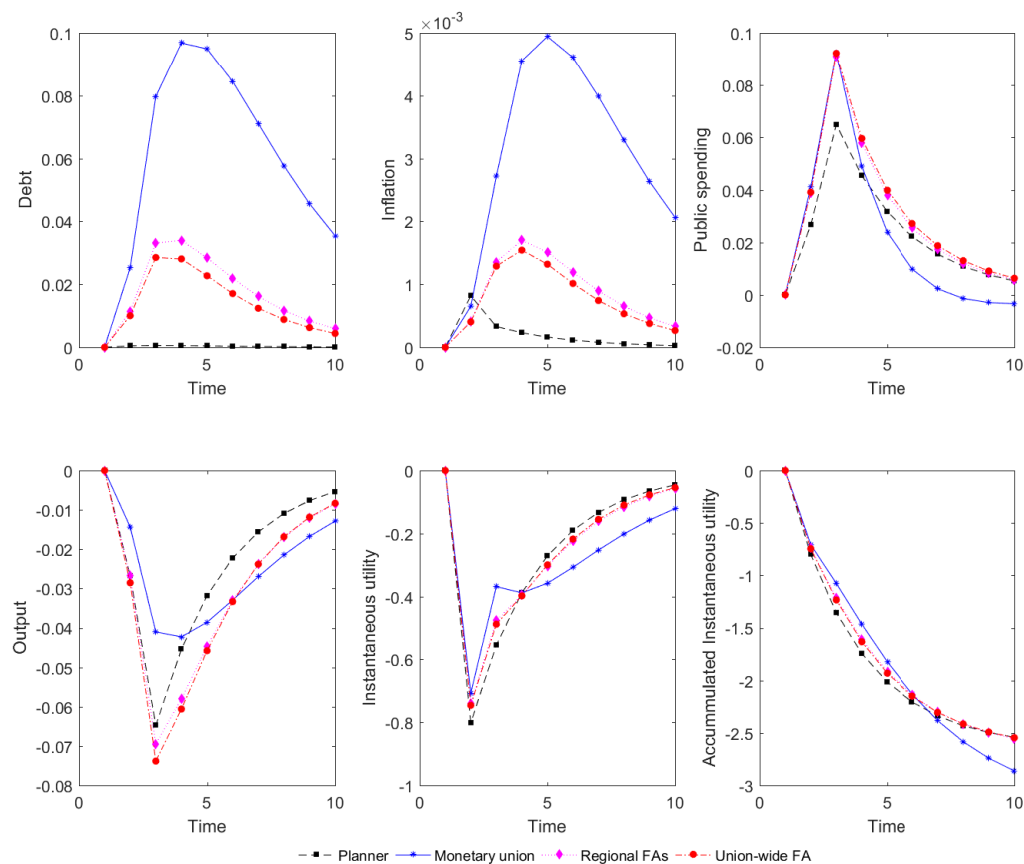 0.1
0.08
0.06
0.04
0.02
0
Debt
0 5 10
Time
×10⁻³
5
4
3
2
1
0
Inflation
0 5 10
Time
0.1
0.08
0.06
0.04
0.02
0
-0.02
Public spending
0 5 10
Time
0
-0.01
-0.02
-0.03
-0.04
-0.05
-0.06
-0.07
-0.08
Output
0 5 10
Time
0
-0.2
-0.4
-0.6
-0.8
-1
Instantaneous utility
0 5 10
Time
0
-0.5
-1
-1.5
-2
-2.5
-3
Accummulated Instantaneous utility
0 5 10
Time
Planner Monetary union Regional FAs Union-wide FA